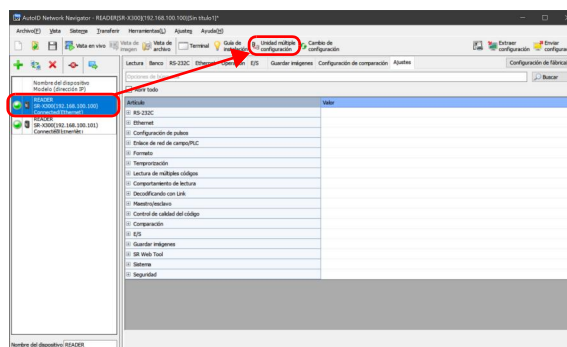 AutoID Network Navigator - READER[SR-X300(192.168.100.100)[Sin título1]*
Archivo(F) Vista Sistema Transferir Herramientas(L) Ajustes Ayuda(H)
Vista en vivo Vista de imagen Vista de archivo Terminal Guía de instalación Unidad múltiple configuración Cambio de configuración Extraer configuración Enviar configura
Lectura Banco RS-232C Ethernet Operación E/S Guardar imágenes Configuración de comparación Ajustes Configuración de fábrica
Buscar
Nombre del dispositivo
Modelo (dirección IP)
Abrir todo
READER
SR-X300(192.168.100.100)
Connected(Ethernet)
READER
SR-X300(192.168.100.101)
Artículo Valor
RS-232C
Ethernet
Configuración de pulsos
Enlace de red de campo/PLC
Formato
Temprorización
Lectura de múltiples códigos
Comportamiento de lectura
Decodificando con Link
Maestro/esclavo
Control de calidad del código
Comparación
E/S
Guardar imágenes
SR Web Tool
Sistema
Seguridad
Nombre del dispositivo READER